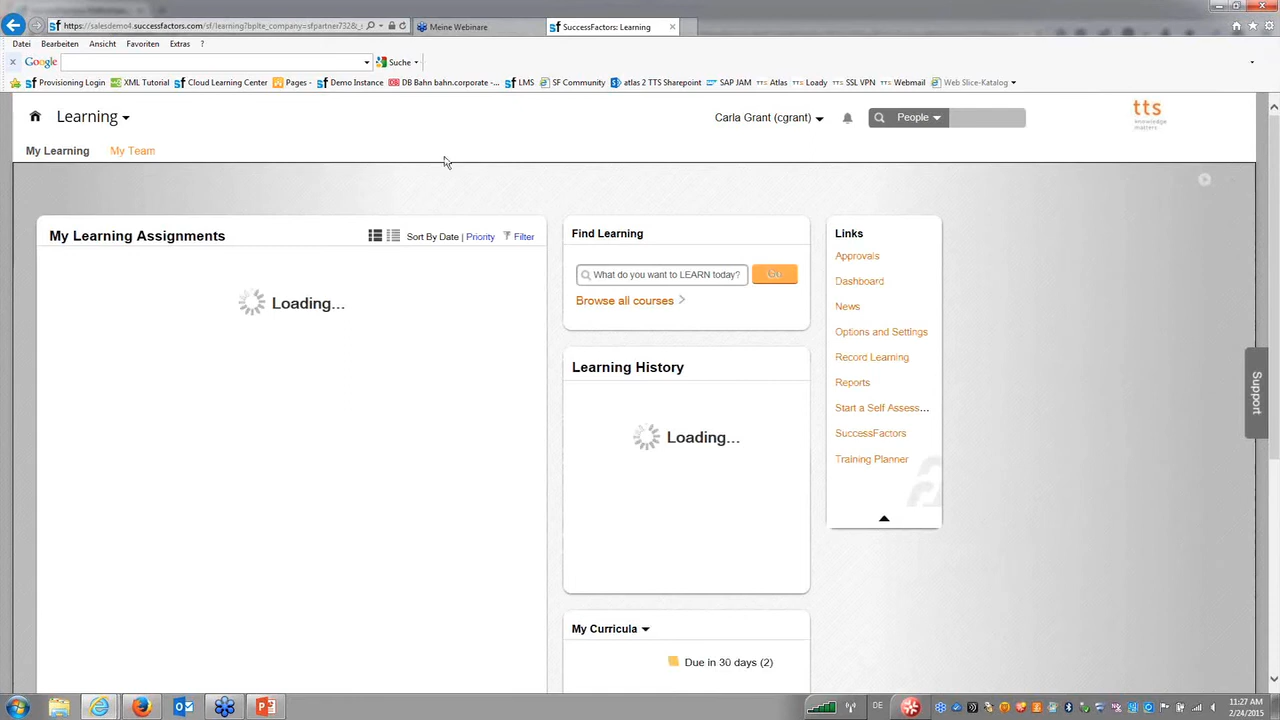 https://salesdemo4.successfactors.com/sf/learning?bplte_company=sfpartner732&_s
Meine Webinare
SuccessFactors: Learning
Datei Bearbeiten Ansicht Favoriten Extras ?
Google Suche
Provisioning Login XML Tutorial Cloud Learning Center Pages - Demo Instance DB Bahn bahn.corporate -... LMS SF Community atlas 2 TTS Sharepoint SAP JAM Atlas Loady SSL VPN Webmail Web Slice-Katalog
Learning
Carla Grant (cgrant)
People
tts
knowledge
matters
My Learning My Team
My Learning Assignments
Sort By Date | Priority Filter
Loading...
Find Learning
What do you want to LEARN today?
Go
Browse all courses
Learning History
Loading...
My Curricula
Due in 30 days (2)
Links
Approvals
Dashboard
News
Options and Settings
Record Learning
Reports
Start a Self Assess...
SuccessFactors
Training Planner
Support
DE
11:27 AM
2/24/2015